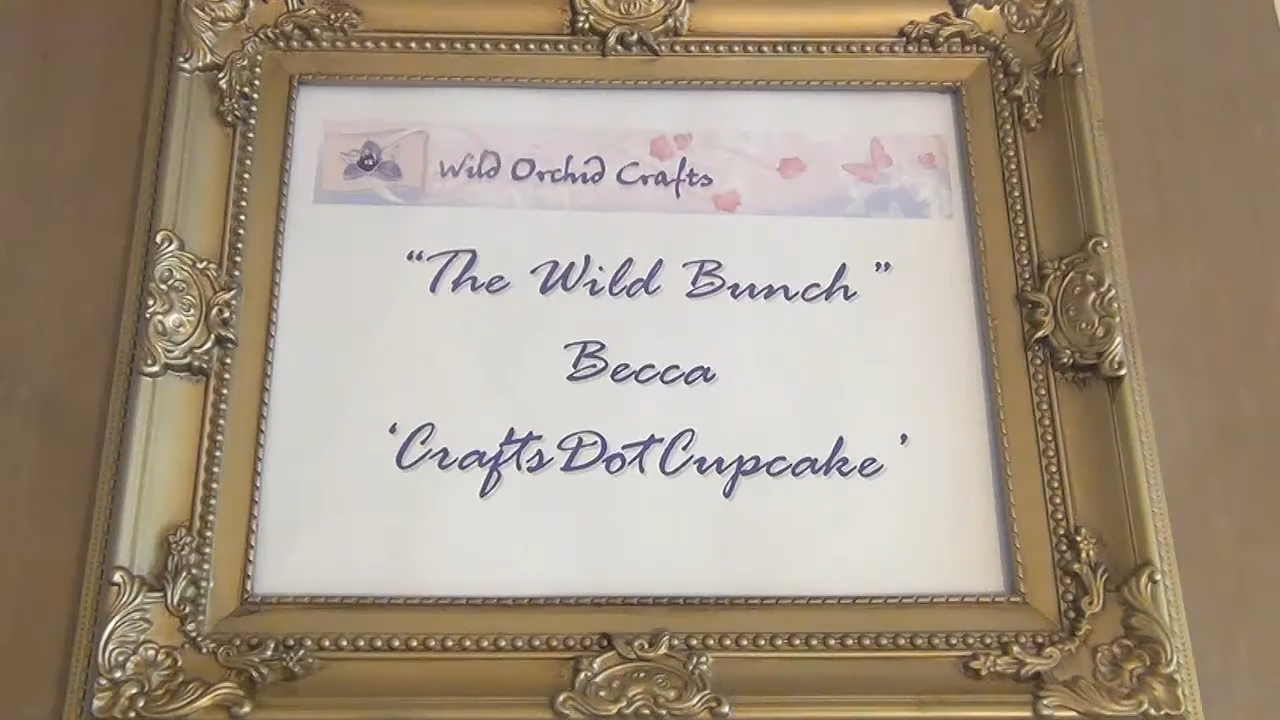 Wild Orchid Crafts
“The Wild Bunch”
Becca
‘CraftsDotCupcake’